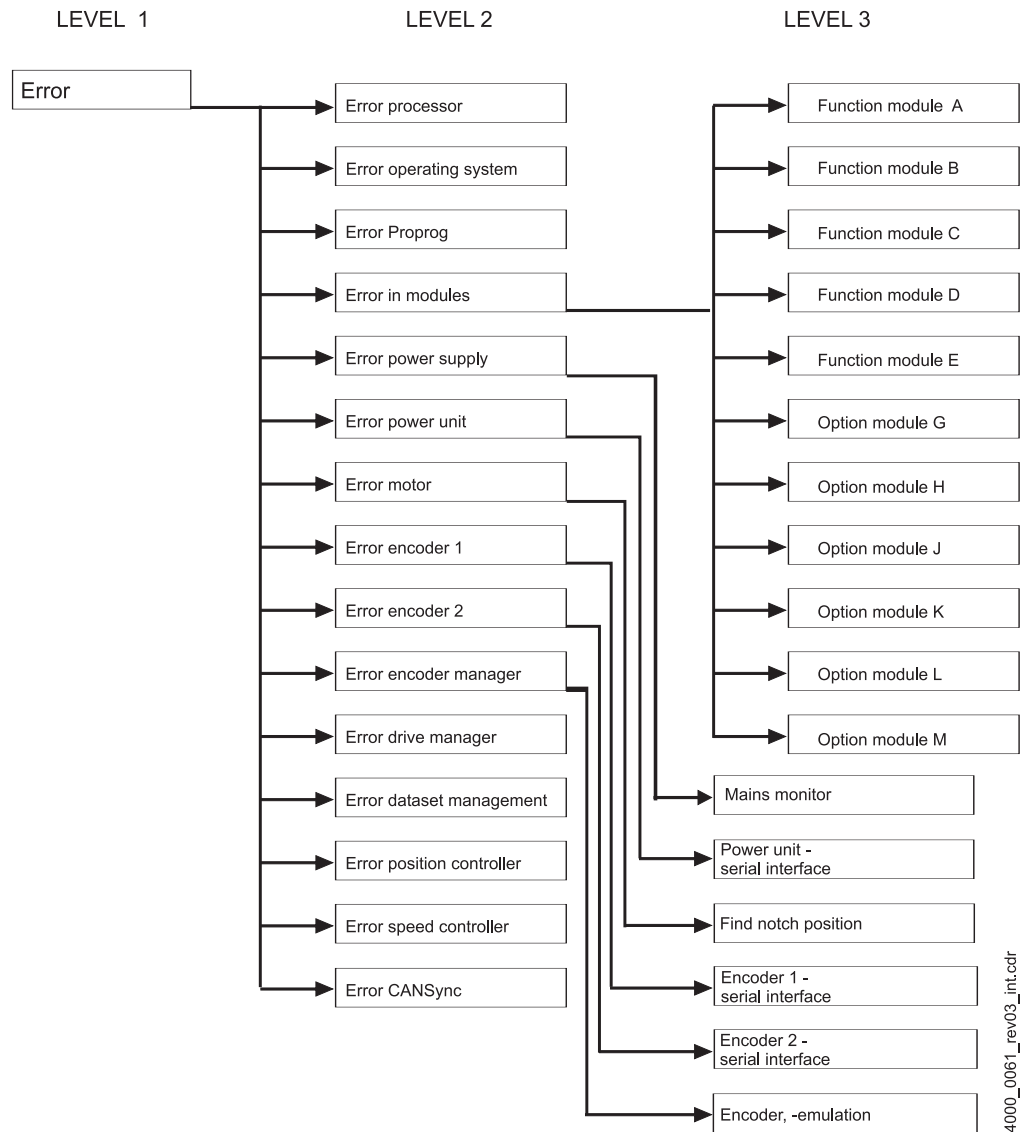 LEVEL 1
LEVEL 2
LEVEL 3
Error
Error processor
Error operating system
Error Proprog
Error in modules
Error power supply
Error power unit
Error motor
Error encoder 1
Error encoder 2
Error encoder manager
Error drive manager
Error dataset management
Error position controller
Error speed controller
Error CANSync
Function module A
Function module B
Function module C
Function module D
Function module E
Option module G
Option module H
Option module J
Option module K
Option module L
Option module M
Mains monitor
Power unit -
serial interface
Find notch position
Encoder 1 -
serial interface
Encoder 2 -
serial interface
Encoder, -emulation
4000_0061_rev03_int.cdr